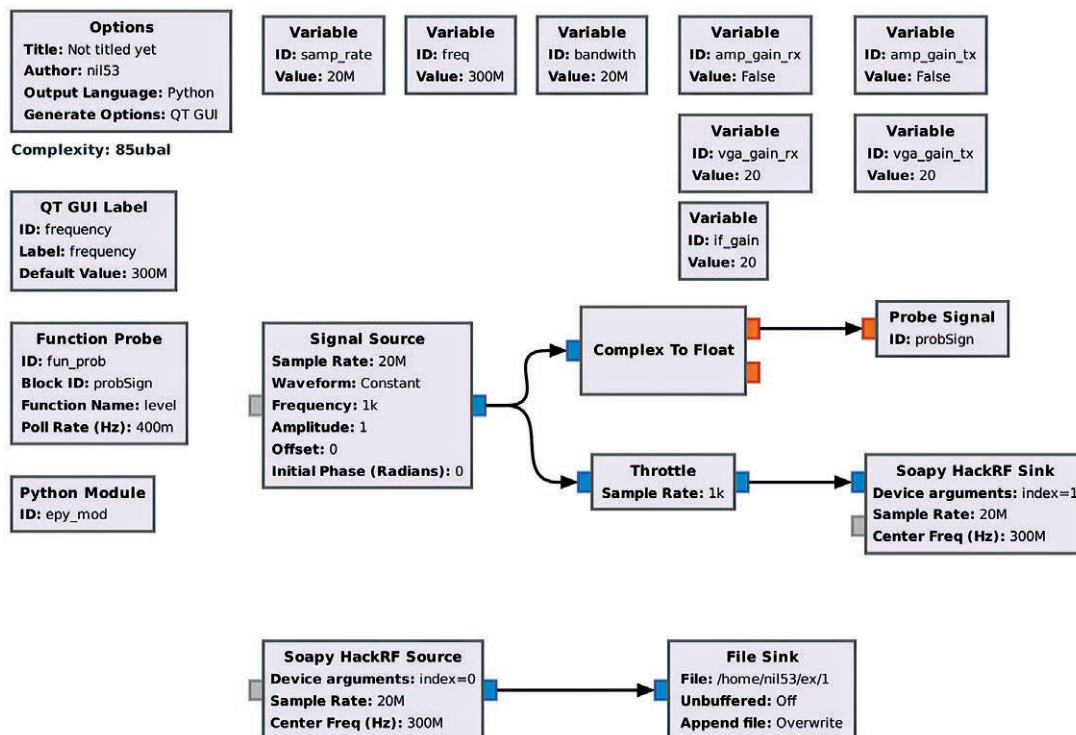 Options
Title: Not titled yet
Author: nil53
Output Language: Python
Generate Options: QT GUI
Complexity: 85ubal
Variable
ID: samp_rate
Value: 20M
Variable
ID: freq
Value: 300M
Variable
ID: bandwith
Value: 20M
Variable
ID: amp_gain_rx
Value: False
Variable
ID: amp_gain_tx
Value: False
Variable
ID: vga_gain_rx
Value: 20
Variable
ID: vga_gain_tx
Value: 20
Variable
ID: if_gain
Value: 20
QT GUI Label
ID: frequency
Label: frequency
Default Value: 300M
Function Probe
ID: fun_prob
Block ID: probSign
Function Name: level
Poll Rate (Hz): 400m
Python Module
ID: epy_mod
Signal Source
Sample Rate: 20M
Waveform: Constant
Frequency: 1k
Amplitude: 1
Offset: 0
Initial Phase (Radians): 0
Complex To Float
Probe Signal
ID: probSign
Throttle
Sample Rate: 1k
Soapy HackRF Sink
Device arguments: index=1
Sample Rate: 20M
Center Freq (Hz): 300M
Soapy HackRF Source
Device arguments: index=0
Sample Rate: 20M
Center Freq (Hz): 300M
File Sink
File: /home/nil53/ex/1
Unbuffered: Off
Append file: Overwrite